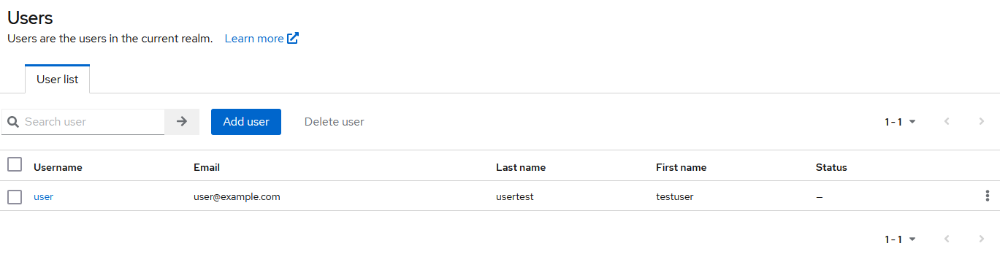 Users
Users are the users in the current realm. Learn more
User list
Search user Add user Delete user 1 - 1
Username Email Last name First name Status
user user@example.com usertest testuser –
1 - 1